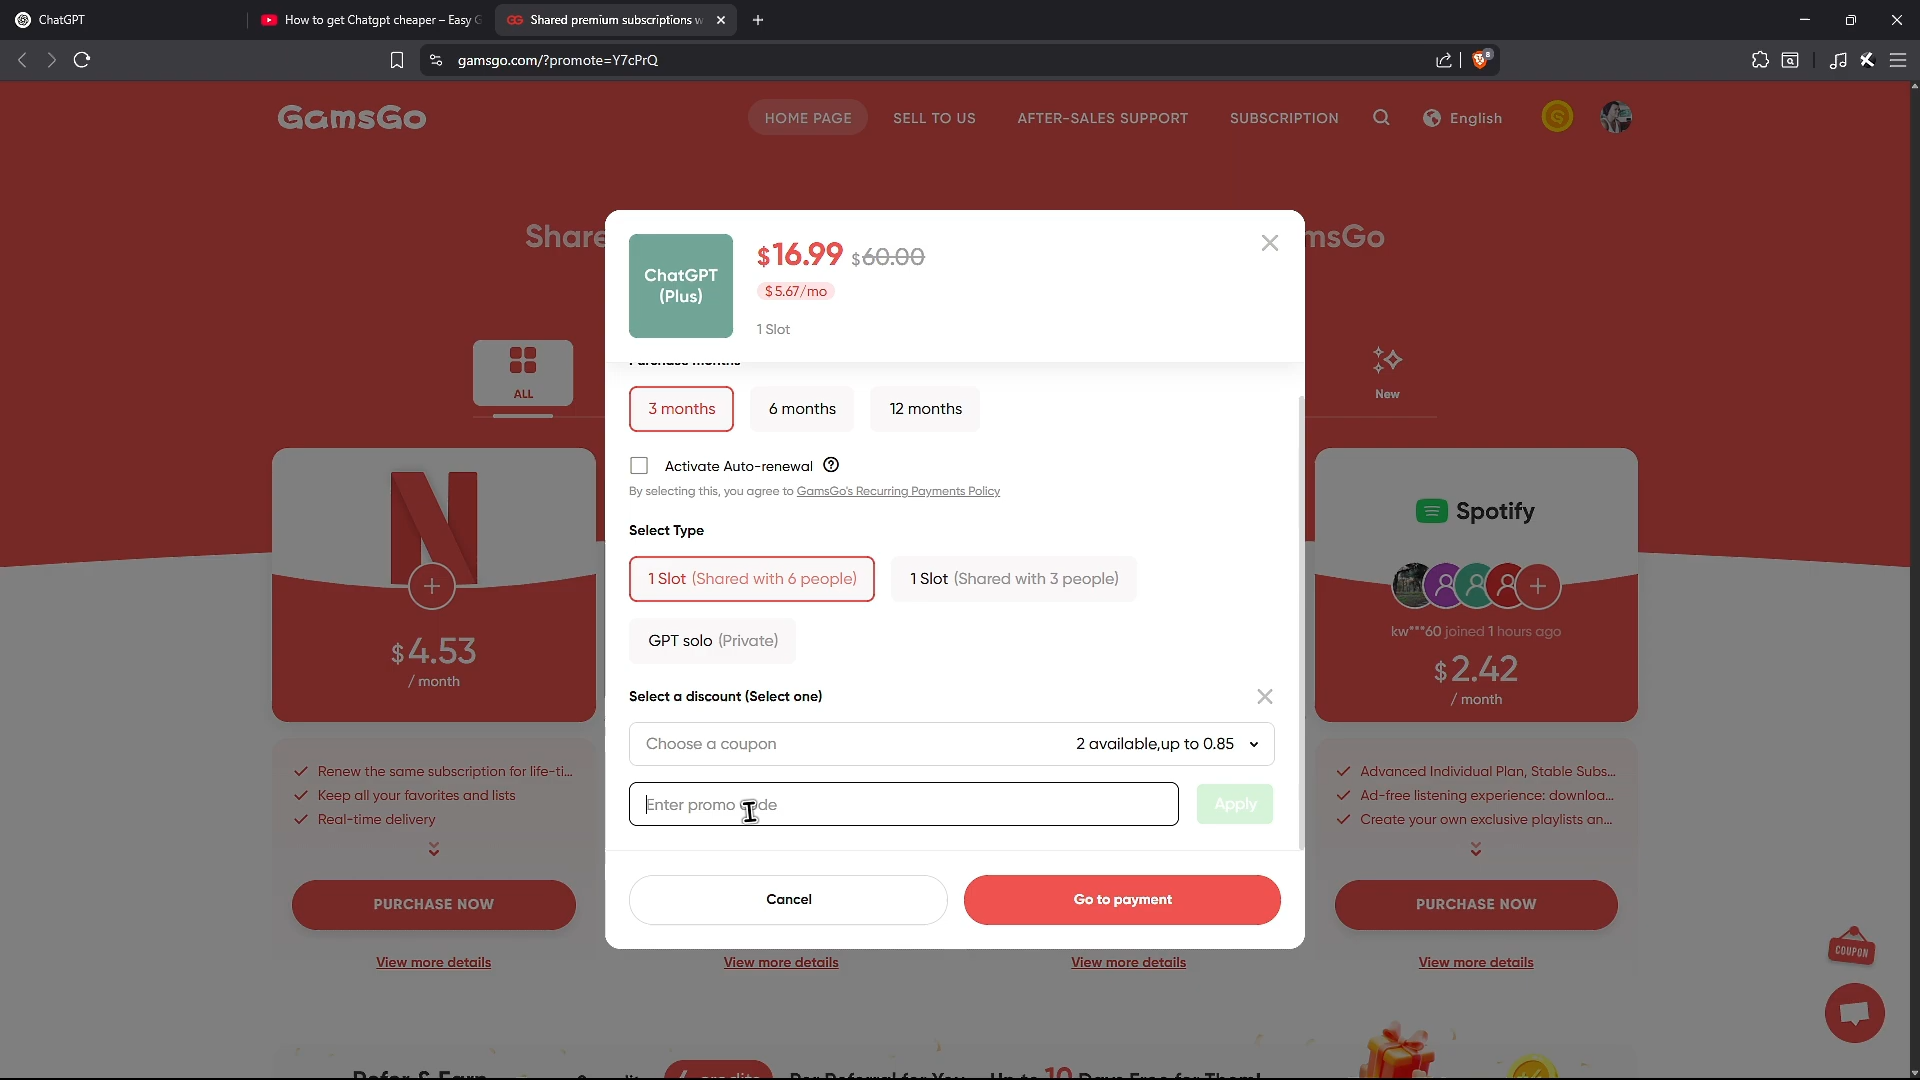 ChatGPT
How to get Chatgpt cheaper – Easy G
Shared premium subscriptions w
gamsgo.com/?promote=Y7cPrQ
8
GamsGo
HOME PAGE
SELL TO US
AFTER-SALES SUPPORT
SUBSCRIPTION
English
Share
msGo
ChatGPT
(Plus)
$16.99 $60.00
$5.67/mo
1 Slot
ALL
New
3 months
6 months
12 months
Activate Auto-renewal
By selecting this, you agree to GamsGo's Recurring Payments Policy
Select Type
1 Slot (Shared with 6 people)
1 Slot (Shared with 3 people)
GPT solo (Private)
Select a discount (Select one)
Choose a coupon
2 available,up to 0.85
Enter promo code
Apply
Cancel
Go to payment
$4.53
/ month
Renew the same subscription for life-ti...
Keep all your favorites and lists
Real-time delivery
PURCHASE NOW
View more details
View more details
View more details
Spotify
kw***60 joined 1 hours ago
$2.42
/ month
Advanced Individual Plan, Stable Subs...
Ad-free listening experience: downloa...
Create your own exclusive playlists an...
PURCHASE NOW
View more details
COUPON